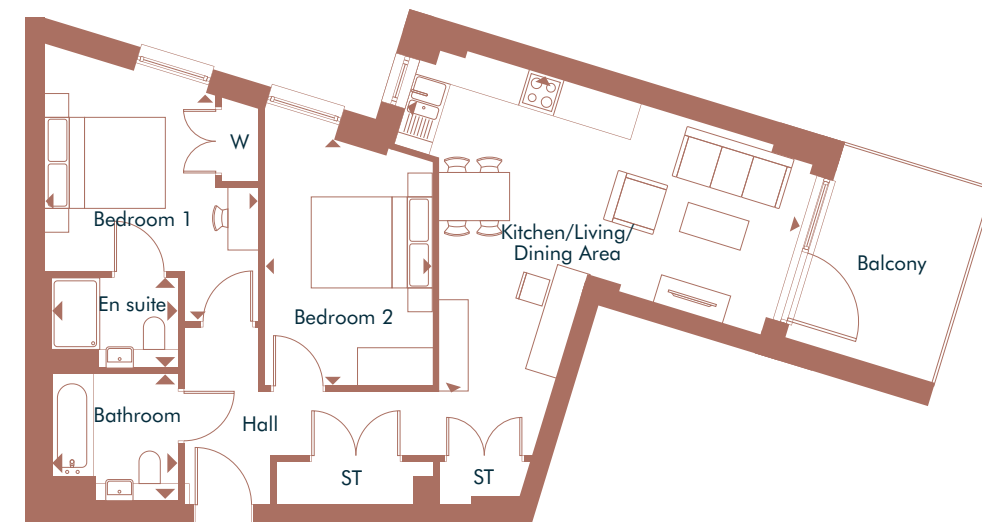 W
Bedroom 1
Kitchen/Living/
Dining Area
Balcony
En suite
Bedroom 2
Bathroom
Hall
ST
ST